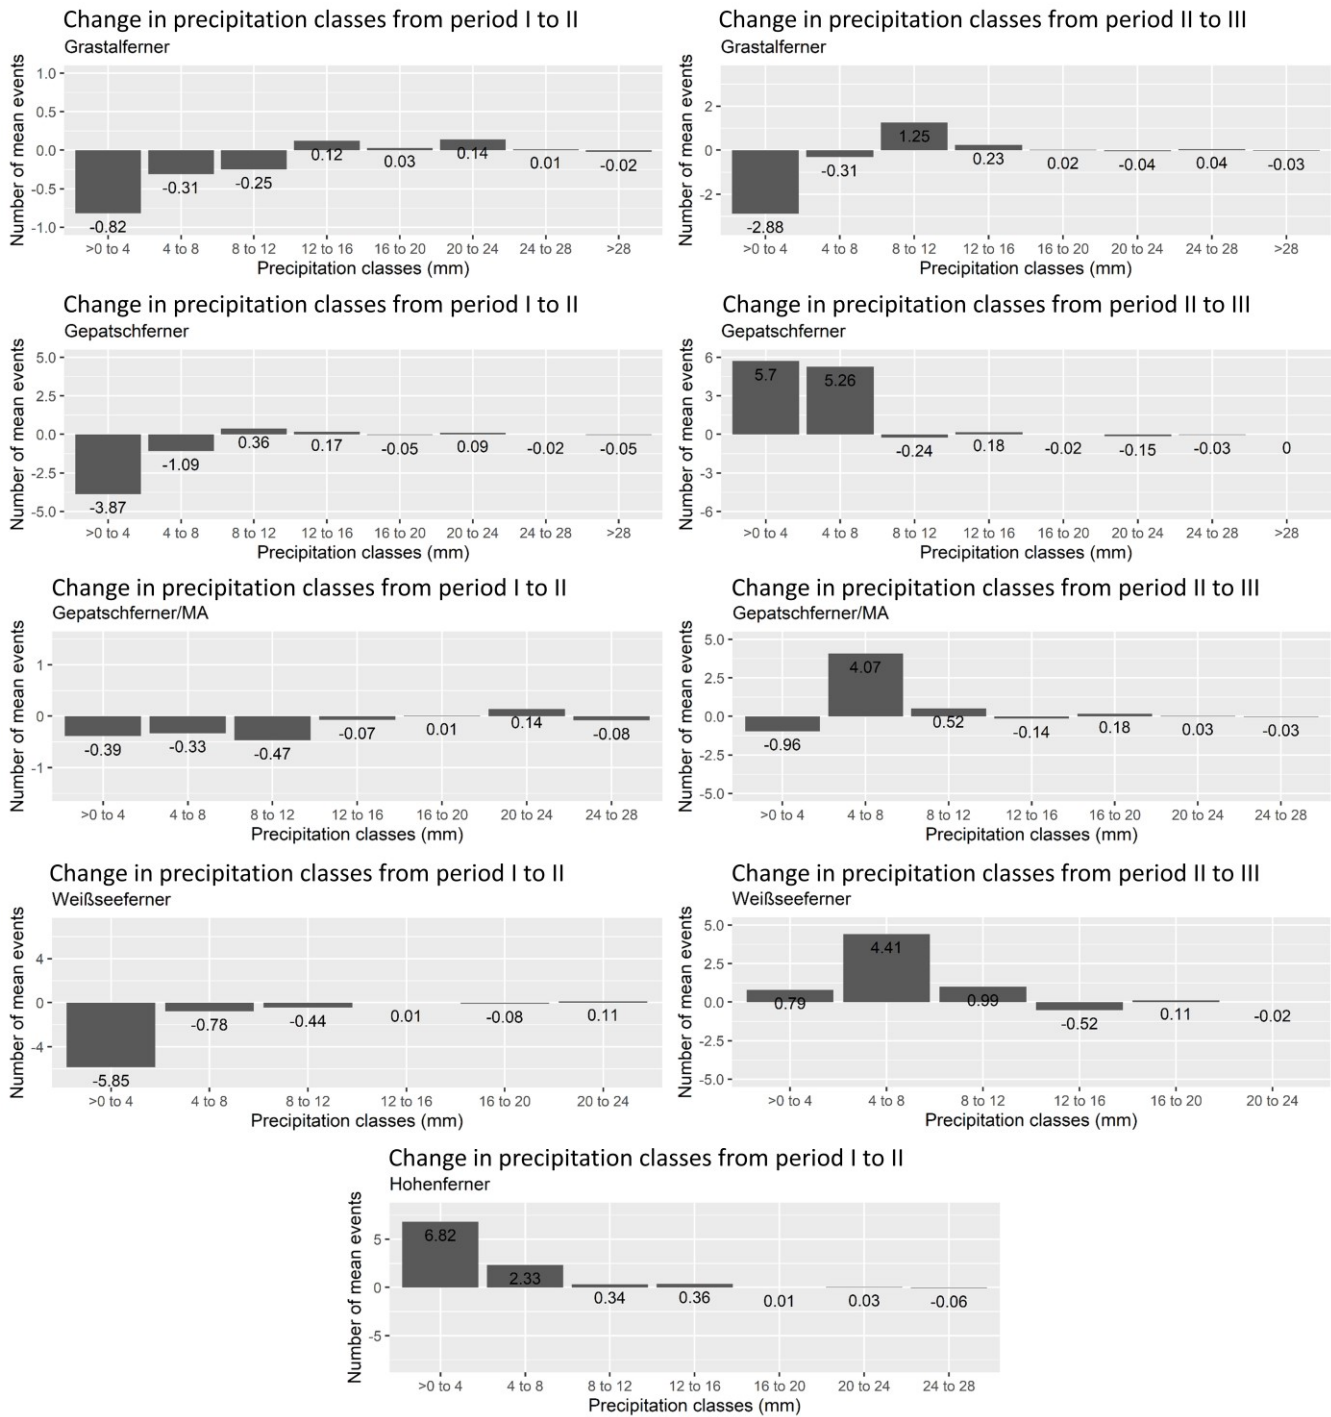 Change in precipitation classes from period I to II
Grastalferner
Number of mean events
1.0
0.5
0.0
-0.5
-1.0
-0.82
-0.31
-0.25
0.12
0.03
0.14
0.01
-0.02
>0 to 4 4 to 8 8 to 12 12 to 16 16 to 20 20 to 24 24 to 28 >28
Precipitation classes (mm)
Change in precipitation classes from period II to III
Grastalferner
Number of mean events
2
0
-2
-2.88
-0.31
1.25
0.23
0.02
-0.04
0.04
-0.03
>0 to 4 4 to 8 8 to 12 12 to 16 16 to 20 20 to 24 24 to 28 >28
Precipitation classes (mm)
Change in precipitation classes from period I to II
Gepatschferner
Number of mean events
5.0
2.5
0.0
-2.5
-5.0
-3.87
-1.09
0.36
0.17
-0.05
0.09
-0.02
-0.05
>0 to 4 4 to 8 8 to 12 12 to 16 16 to 20 20 to 24 24 to 28 >28
Precipitation classes (mm)
Change in precipitation classes from period II to III
Gepatschferner
Number of mean events
6
3
0
-3
-6
5.7
5.26
-0.24
0.18
-0.02
-0.15
-0.03
0
>0 to 4 4 to 8 8 to 12 12 to 16 16 to 20 20 to 24 24 to 28 >28
Precipitation classes (mm)
Change in precipitation classes from period I to II
Gepatschferner/MA
Number of mean events
1
0
-1
-0.39
-0.33
-0.47
-0.07
0.01
0.14
-0.08
>0 to 4 4 to 8 8 to 12 12 to 16 16 to 20 20 to 24 24 to 28
Precipitation classes (mm)
Change in precipitation classes from period II to III
Gepatschferner/MA
Number of mean events
5.0
2.5
0.0
-2.5
-5.0
-0.96
4.07
0.52
-0.14
0.18
0.03
-0.03
>0 to 4 4 to 8 8 to 12 12 to 16 16 to 20 20 to 24 24 to 28
Precipitation classes (mm)
Change in precipitation classes from period I to II
Weißseeferner
Number of mean events
4
0
-4
-5.85
-0.78
-0.44
0.01
-0.08
0.11
>0 to 4 4 to 8 8 to 12 12 to 16 16 to 20 20 to 24
Precipitation classes (mm)
Change in precipitation classes from period II to III
Weißseeferner
Number of mean events
5.0
2.5
0.0
-2.5
-5.0
0.79
4.41
0.99
-0.52
0.11
-0.02
>0 to 4 4 to 8 8 to 12 12 to 16 16 to 20 20 to 24
Precipitation classes (mm)
Change in precipitation classes from period I to II
Hohenferner
Number of mean events
5
0
-5
6.82
2.33
0.34
0.36
0.01
0.03
-0.06
>0 to 4 4 to 8 8 to 12 12 to 16 16 to 20 20 to 24 24 to 28
Precipitation classes (mm)